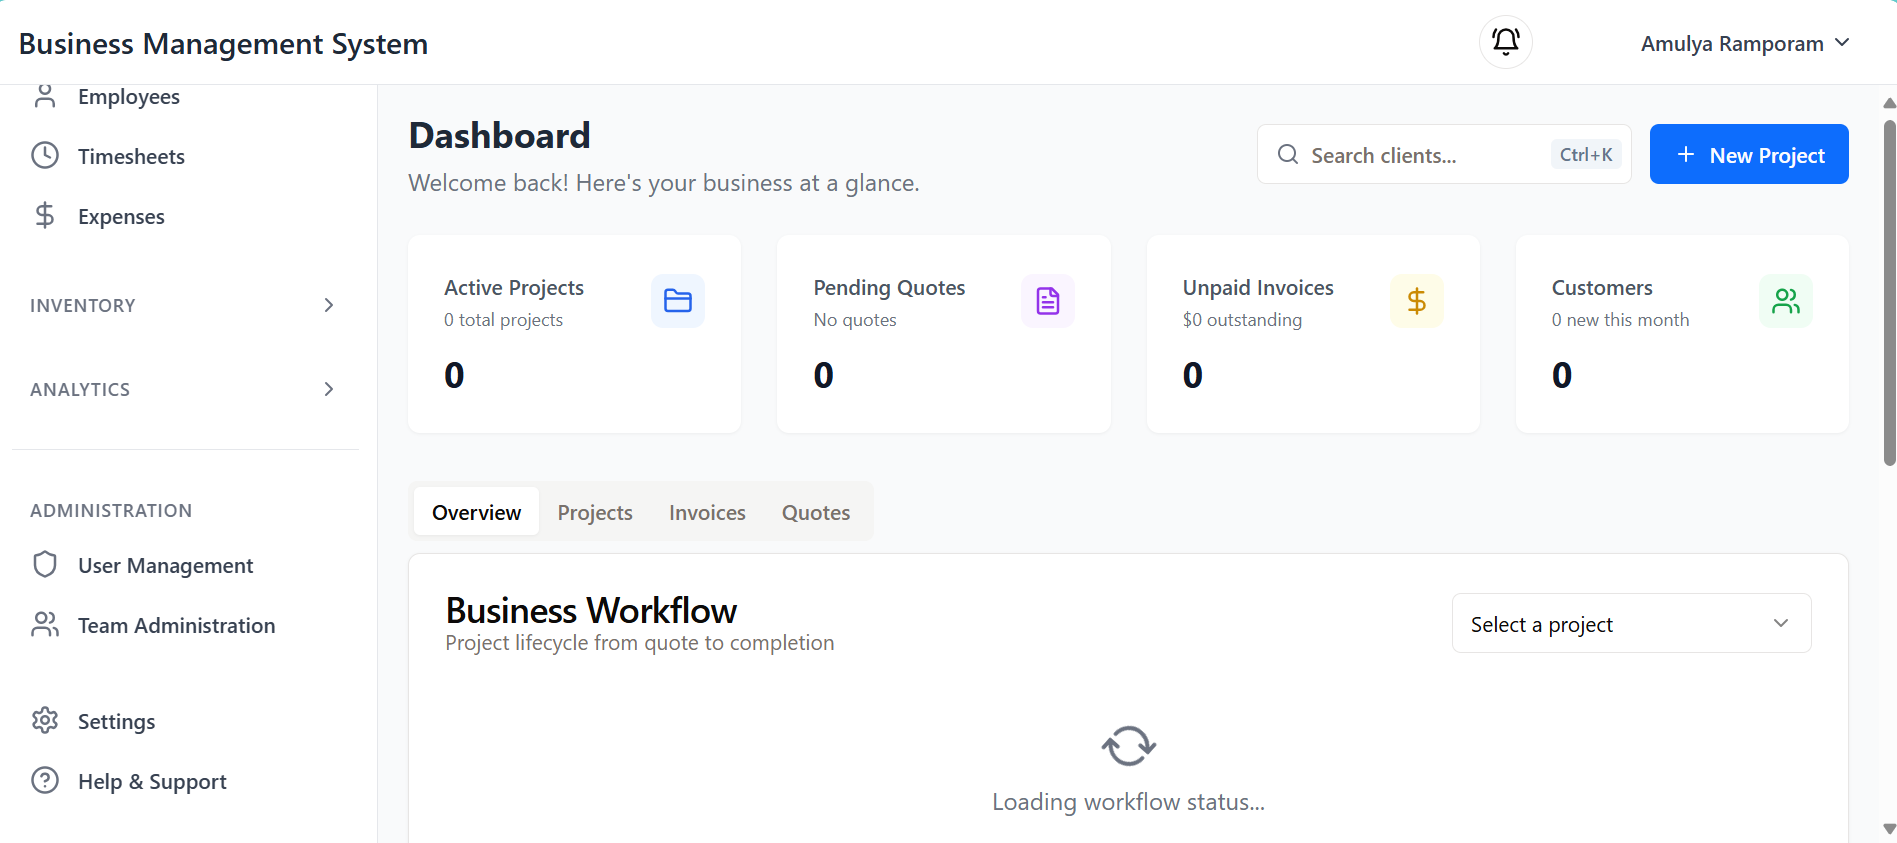 Business Management System
Amulya Ramporam
Employees
Timesheets
Expenses
INVENTORY
ANALYTICS
ADMINISTRATION
User Management
Team Administration
Settings
Help & Support
Dashboard
Welcome back! Here's your business at a glance.
Search clients...
Ctrl+K
New Project
Active Projects
0 total projects
0
Pending Quotes
No quotes
0
Unpaid Invoices
$0 outstanding
0
Customers
0 new this month
0
Overview
Projects
Invoices
Quotes
Business Workflow
Project lifecycle from quote to completion
Select a project
Loading workflow status...